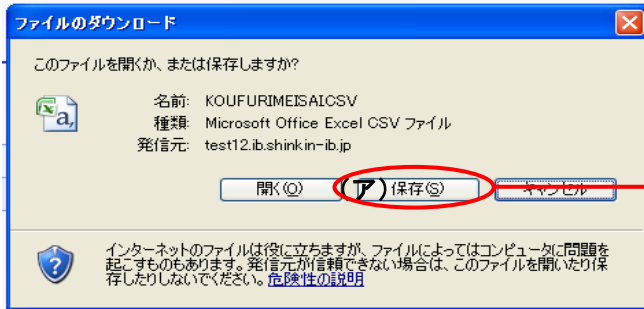 ファイルのダウンロード
このファイルを開くか、または保存しますか?
名前: KOUFURIMEISAICSV
種類: Microsoft Office Excel CSV ファイル
発信元: test12.ib.shinkin-ib.jp
開く(O) (ア) 保存(S) キャンセル
インターネットのファイルは役に立ちますが、ファイルによってはコンピュータに問題を
起こすものもあります。発信元が信頼できない場合は、このファイルを開いたり保
存したりしないでください。危険性の説明